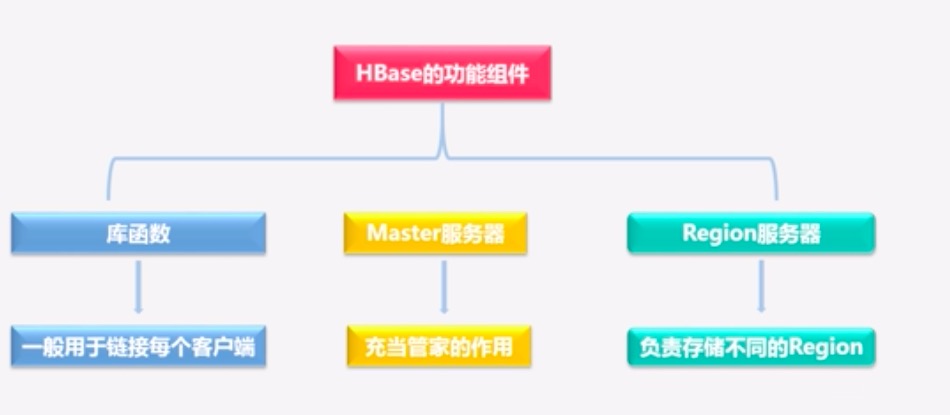 HBase的功能组件
库函数
Master服务器
Region服务器
一般用于链接每个客户端
充当管家的作用
负责存储不同的Region